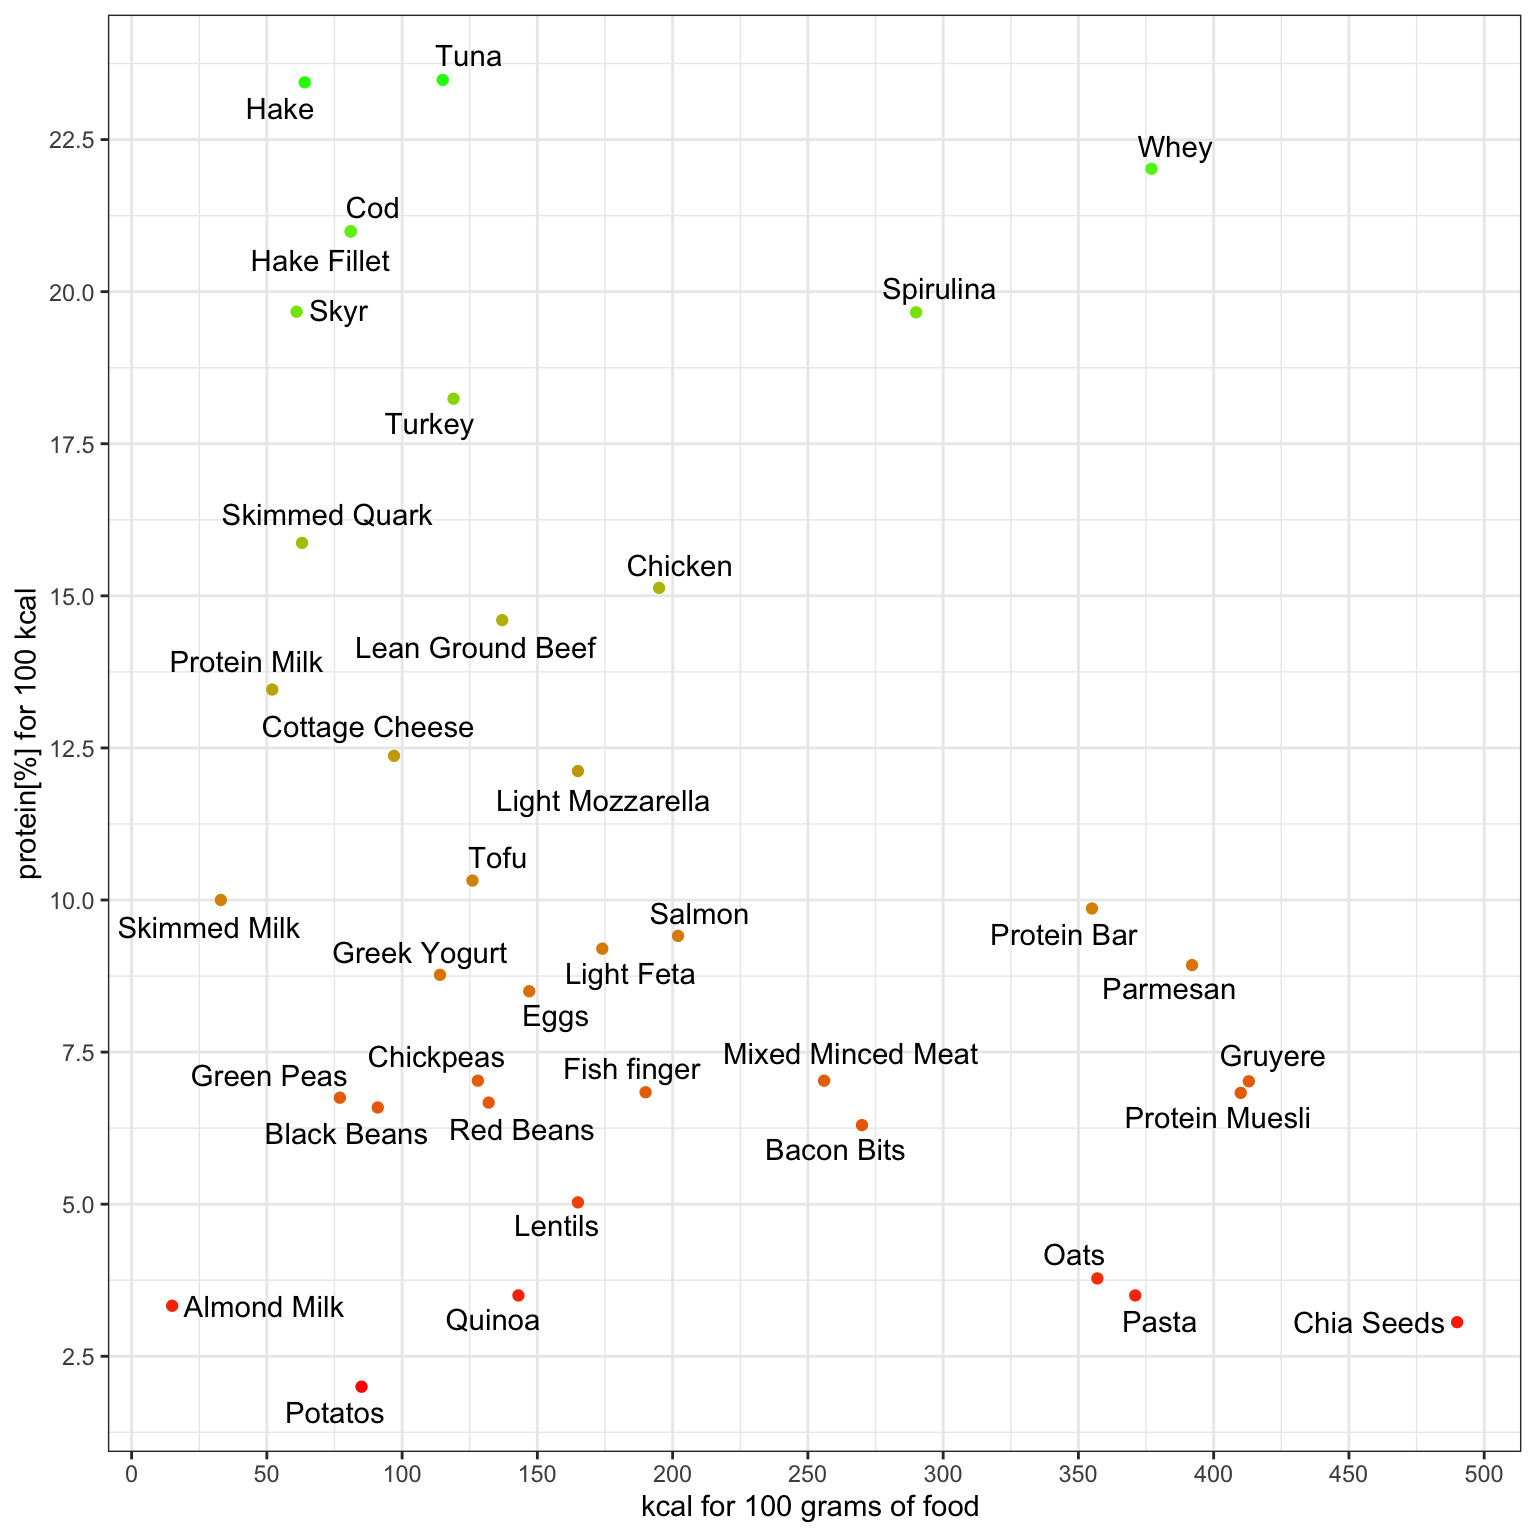 Tuna
Hake
22.5
Whey
Cod
Hake Fillet
20.0
Spirulina
Skyr
Turkey
17.5
Skimmed Quark
Chicken
15.0
Lean Ground Beef
Protein Milk
Cottage Cheese
12.5
Light Mozzarella
Tofu
10.0
Skimmed Milk
Salmon
Protein Bar
Greek Yogurt
Light Feta
Parmesan
Eggs
7.5
Chickpeas
Mixed Minced Meat
Gruyere
Green Peas
Fish finger
Protein Muesli
Black Beans
Red Beans
Bacon Bits
5.0
Lentils
Oats
Almond Milk
Quinoa
Pasta
Chia Seeds
2.5
Potatos
0 50 100 150 200 250 300 350 400 450 500
kcal for 100 grams of food
protein[%] for 100 kcal